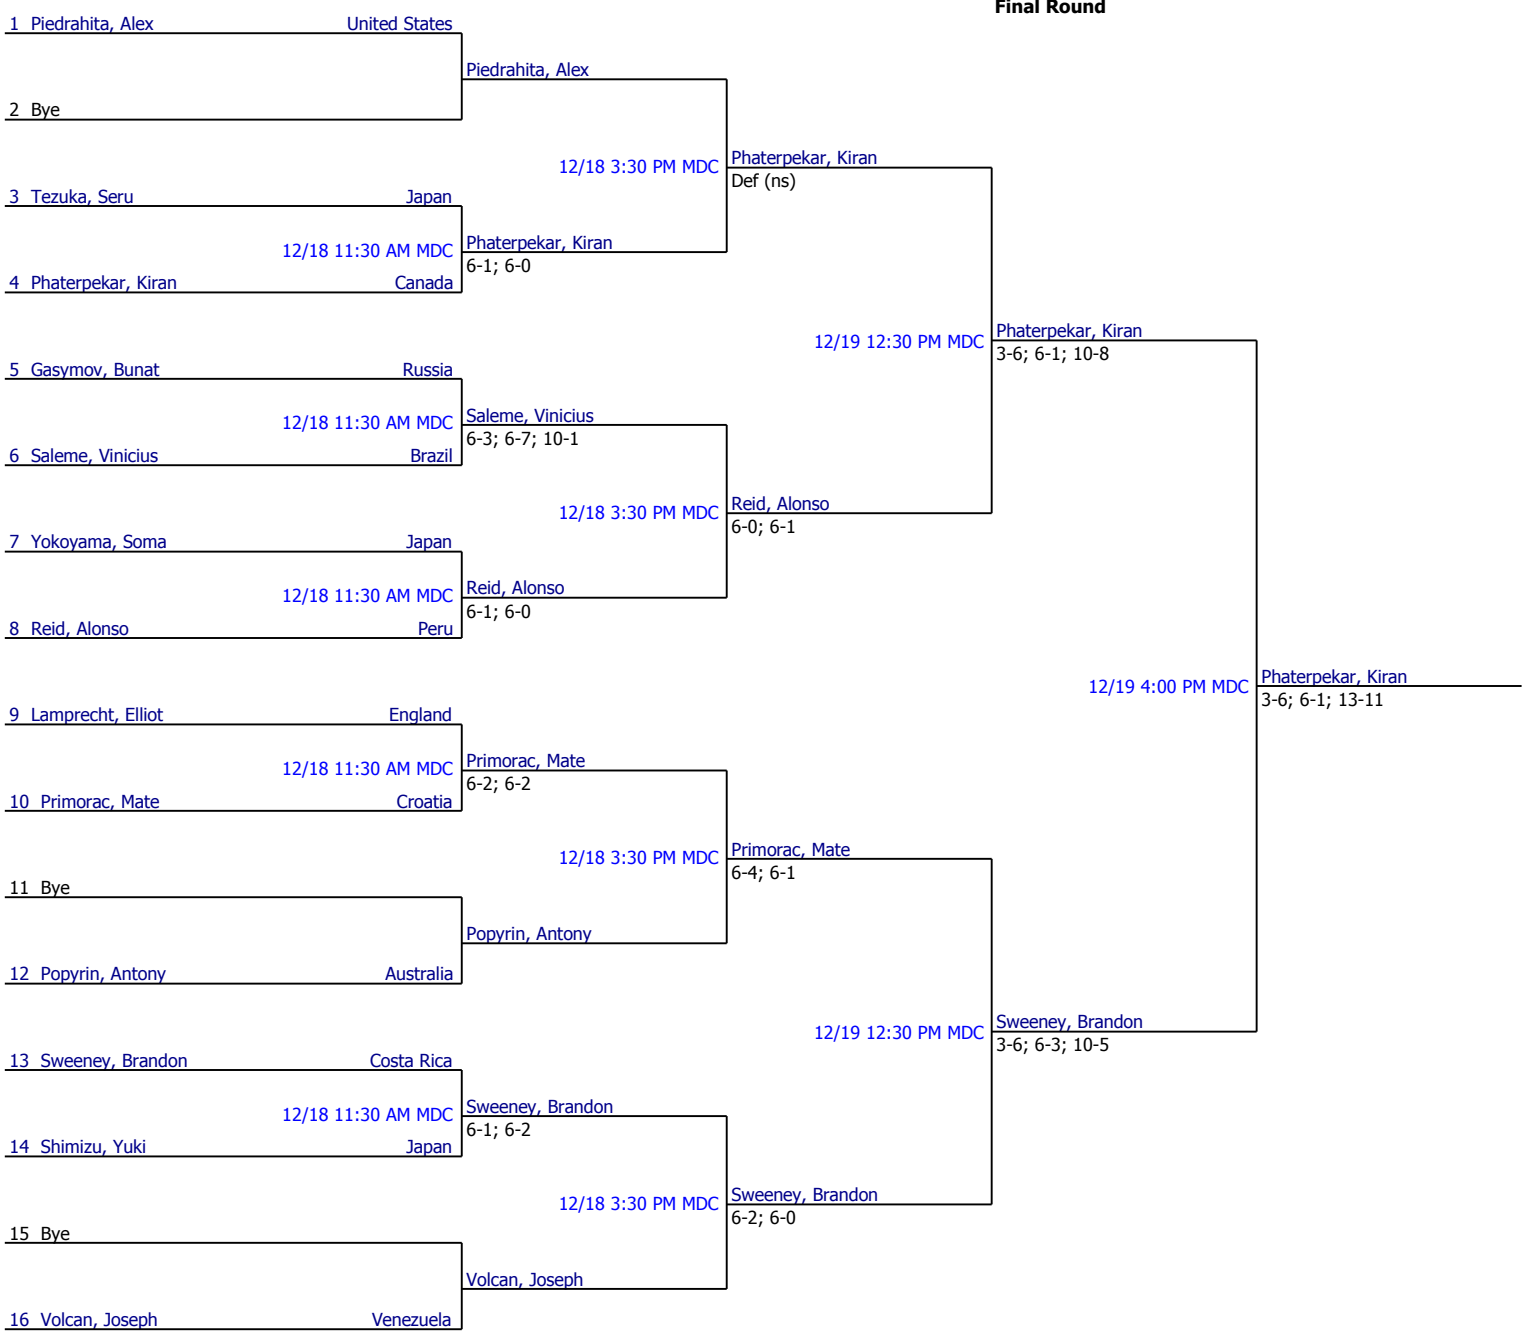 Final Round
1 Piedrahita, Alex United States
Piedrahita, Alex
2 Bye
12/18 3:30 PM MDC Phaterpekar, Kiran
Def (ns)
3 Tezuka, Seru Japan
12/18 11:30 AM MDC Phaterpekar, Kiran
6-1; 6-0
4 Phaterpekar, Kiran Canada
12/19 12:30 PM MDC Phaterpekar, Kiran
3-6; 6-1; 10-8
5 Gasymov, Bunat Russia
12/18 11:30 AM MDC Saleme, Vinicius
6-3; 6-7; 10-1
6 Saleme, Vinicius Brazil
12/18 3:30 PM MDC Reid, Alonso
6-0; 6-1
7 Yokoyama, Soma Japan
12/18 11:30 AM MDC Reid, Alonso
6-1; 6-0
8 Reid, Alonso Peru
12/19 4:00 PM MDC Phaterpekar, Kiran
3-6; 6-1; 13-11
9 Lamprecht, Elliot England
12/18 11:30 AM MDC Primorac, Mate
6-2; 6-2
10 Primorac, Mate Croatia
12/18 3:30 PM MDC Primorac, Mate
6-4; 6-1
11 Bye
Popyrin, Antony
12 Popyrin, Antony Australia
12/19 12:30 PM MDC Sweeney, Brandon
3-6; 6-3; 10-5
13 Sweeney, Brandon Costa Rica
12/18 11:30 AM MDC Sweeney, Brandon
6-1; 6-2
14 Shimizu, Yuki Japan
12/18 3:30 PM MDC Sweeney, Brandon
6-2; 6-0
15 Bye
Volcan, Joseph
16 Volcan, Joseph Venezuela